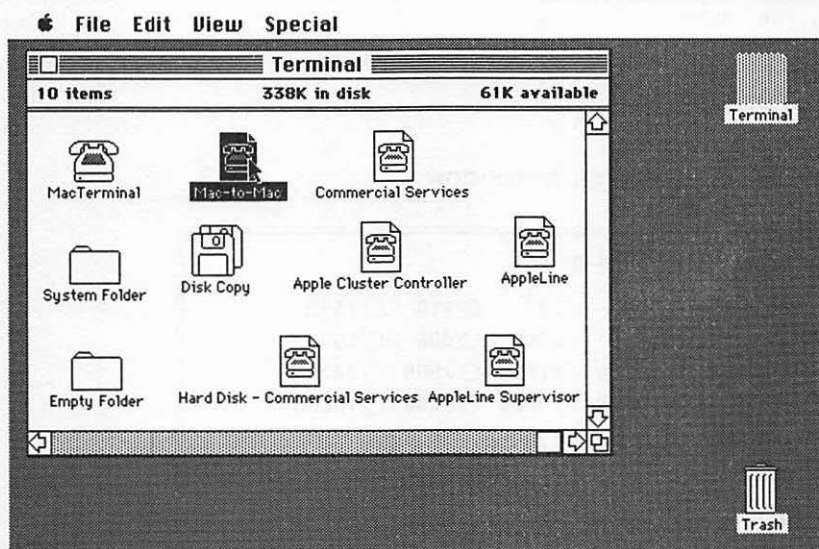 File Edit View Special
Terminal
10 items 338K in disk 61K available
Terminal
MacTerminal Mac-to-Mac Commercial Services
System Folder Disk Copy Apple Cluster Controller AppleLine
Empty Folder Hard Disk - Commercial Services AppleLine Supervisor
Trash